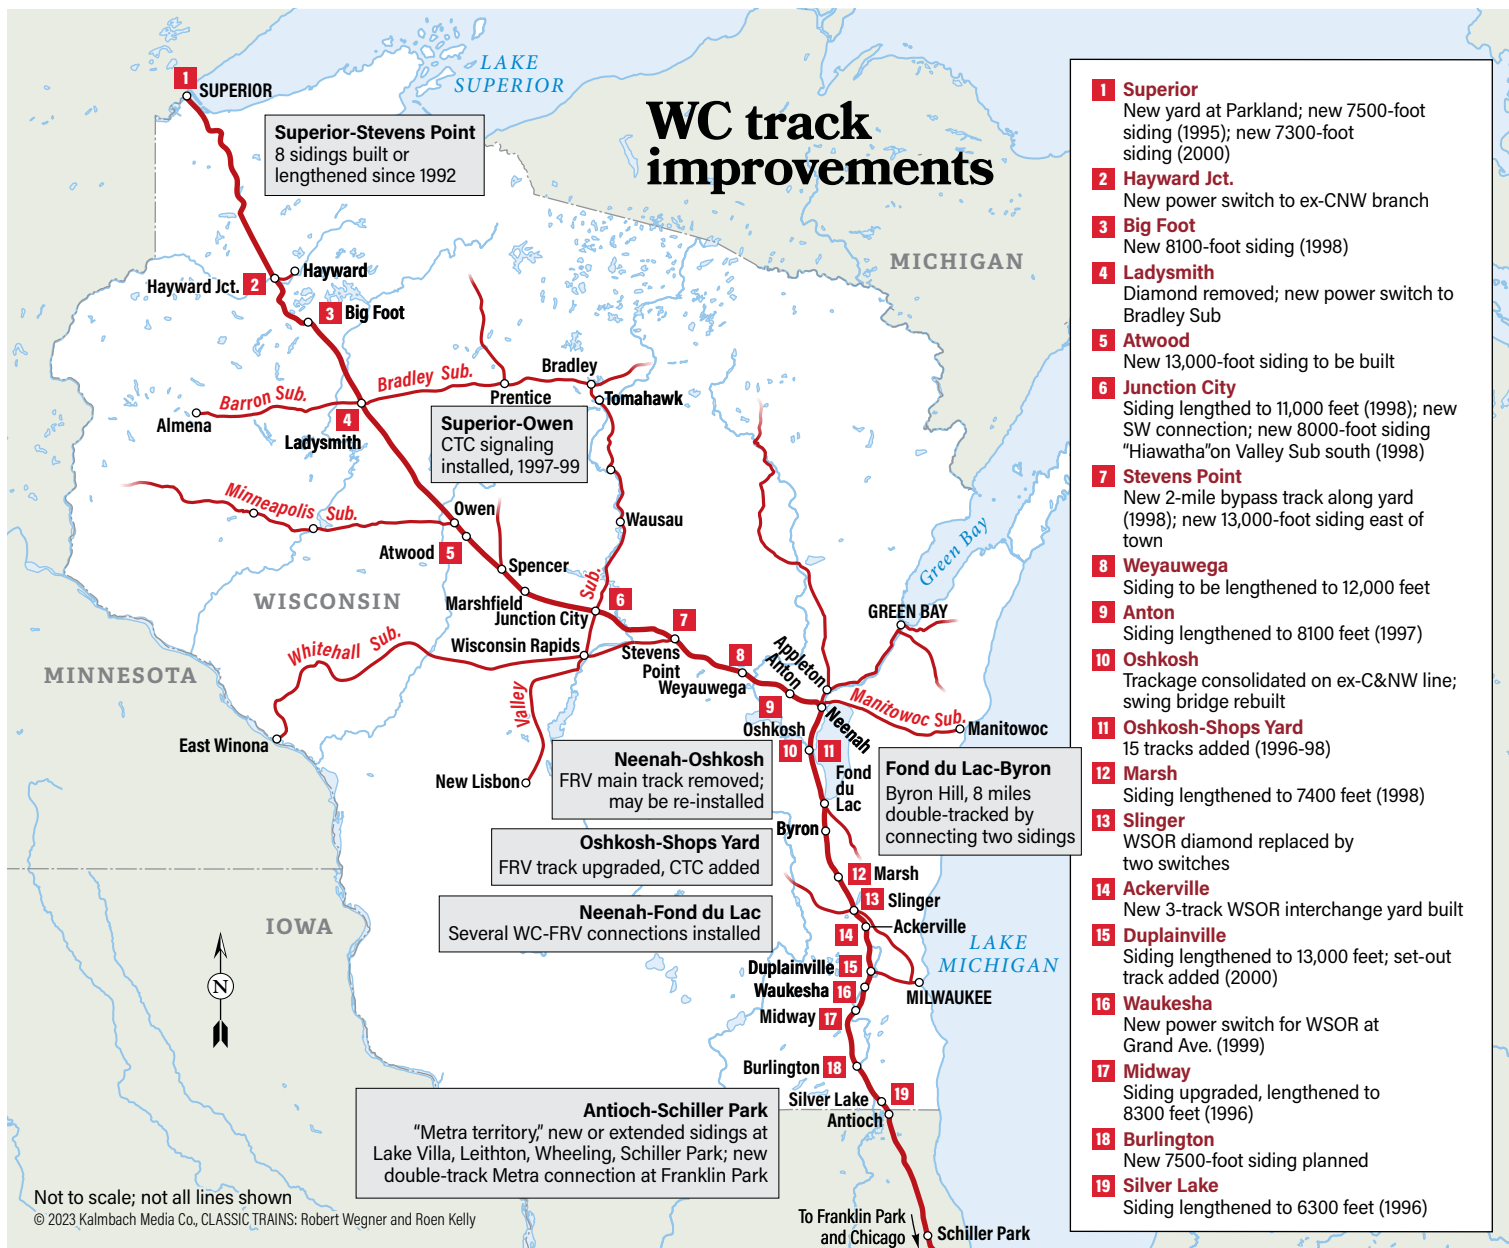 WC track
improvements
LAKE
SUPERIOR
1
SUPERIOR
Superior-Stevens Point
8 sidings built or
lengthened since 1992
MICHIGAN
Hayward
Hayward Jct.
2
3
Big Foot
Bradley Sub.
Bradley
Barron Sub.
Prentice
Tomahawk
Almena
4
Ladysmith
Superior-Owen
CTC signaling
installed, 1997-99
Minneapolis Sub.
Owen
Wausau
Atwood
5
Spencer
Green Bay
Sub.
WISCONSIN
Marshfield
Junction City
6
GREEN BAY
7
Whitehall Sub.
Wisconsin Rapids
Stevens
Point
8
Appleton
Anton
MINNESOTA
Weyauwega
Valley
9
Manitowoc Sub.
Neenah
Manitowoc
Oshkosh
East Winona
10
11
New Lisbon
Neenah-Oshkosh
FRV main track removed;
may be re-installed
Fond
du
Lac
Fond du Lac-Byron
Byron Hill, 8 miles
double-tracked by
connecting two sidings
Byron
Oshkosh-Shops Yard
FRV track upgraded, CTC added
12
Marsh
13
Slinger
Neenah-Fond du Lac
Several WC-FRV connections installed
14
Ackerville
IOWA
LAKE
MICHIGAN
Duplainville
15
Waukesha
16
MILWAUKEE
N
Midway
17
Burlington
18
Silver Lake
19
Antioch
Antioch-Schiller Park
“Metra territory,” new or extended sidings at
Lake Villa, Leithton, Wheeling, Schiller Park; new
double-track Metra connection at Franklin Park
Not to scale; not all lines shown
© 2023 Kalmbach Media Co., CLASSIC TRAINS: Robert Wegner and Roen Kelly
To Franklin Park
and Chicago
Schiller Park
1 Superior
New yard at Parkland; new 7500-foot
siding (1995); new 7300-foot
siding (2000)
2 Hayward Jct.
New power switch to ex-CNW branch
3 Big Foot
New 8100-foot siding (1998)
4 Ladysmith
Diamond removed; new power switch to
Bradley Sub
5 Atwood
New 13,000-foot siding to be built
6 Junction City
Siding lengthed to 11,000 feet (1998); new
SW connection; new 8000-foot siding
“Hiawatha”on Valley Sub south (1998)
7 Stevens Point
New 2-mile bypass track along yard
(1998); new 13,000-foot siding east of
town
8 Weyauwega
Siding to be lengthened to 12,000 feet
9 Anton
Siding lengthened to 8100 feet (1997)
10 Oshkosh
Trackage consolidated on ex-C&NW line;
swing bridge rebuilt
11 Oshkosh-Shops Yard
15 tracks added (1996-98)
12 Marsh
Siding lengthened to 7400 feet (1998)
13 Slinger
WSOR diamond replaced by
two switches
14 Ackerville
New 3-track WSOR interchange yard built
15 Duplainville
Siding lengthened to 13,000 feet; set-out
track added (2000)
16 Waukesha
New power switch for WSOR at
Grand Ave. (1999)
17 Midway
Siding upgraded, lengthened to
8300 feet (1996)
18 Burlington
New 7500-foot siding planned
19 Silver Lake
Siding lengthened to 6300 feet (1996)